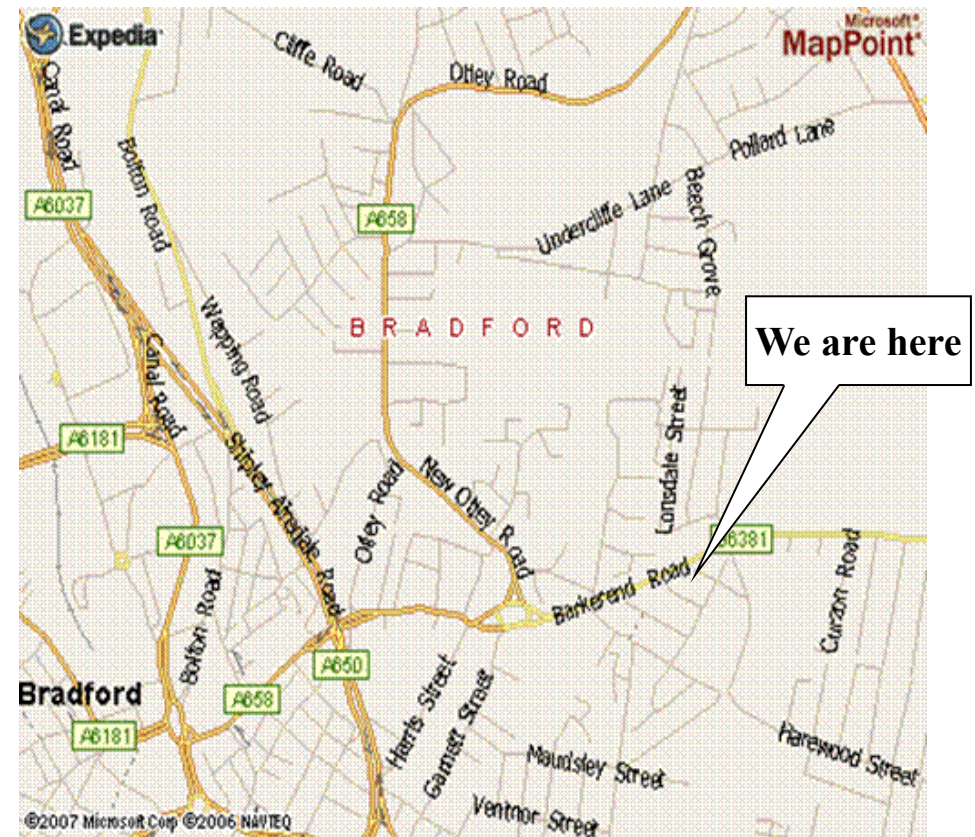 Expedia
Microsoft®
MapPoint®
Cliffe Road
Otley Road
Canal Road
Bolton Road
Pollard Lane
Beech Grove
Undercliffe Lane
A6037
A658
Wapping Road
BRADFORD
We are here
Canal Road
A6181
Shipley Airedale Road
Otley Road
New Otley Road
Lonsdale Street
A6037
6381
Barkerend Road
Curzon Road
Bolton Road
A650
Bradford
A658
A6181
Harris Street
Garnett Street
Maudsley Street
Harewood Street
Ventnor Street
©2007 Microsoft Corp ©2006 NAVTEQ